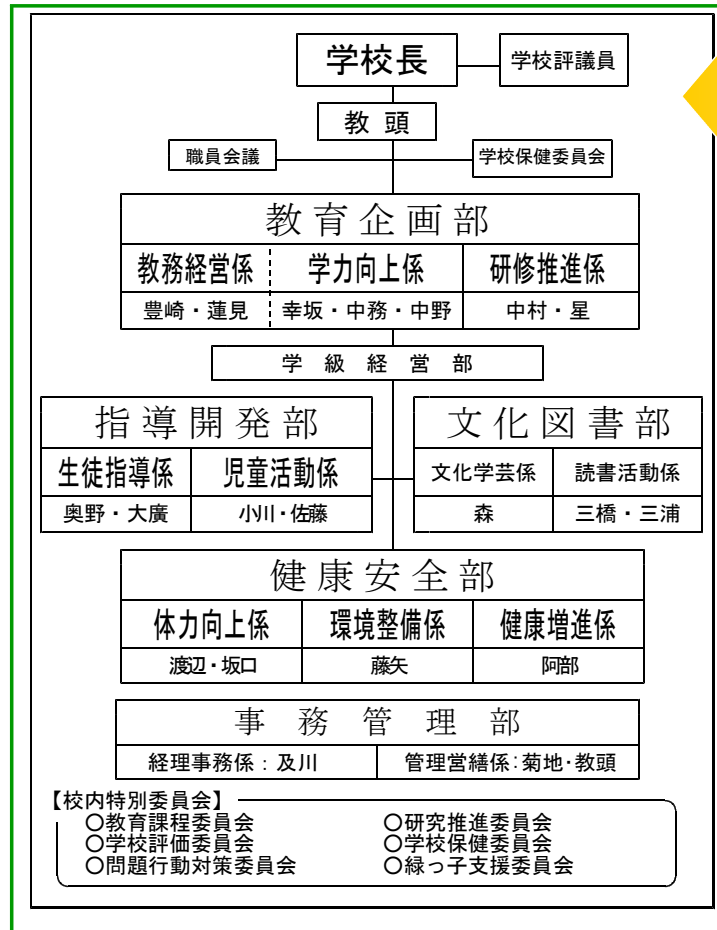 学校長
学校評議員
教 頭
職員会議
学校保健委員会
教育企画部
教務経営係 学力向上係 研修推進係
豊崎・蓮見 幸坂・中務・中野 中村・星
学 級 経 営 部
指導開発部
生徒指導係 児童活動係
奥野・大廣 小川・佐藤
文化図書部
文化学芸係 読書活動係
森 三橋・三浦
健康安全部
体力向上係 環境整備係 健康増進係
渡辺・坂口 藤矢 阿部
事 務 管 理 部
経理事務係：及川 管理営繕係：菊地・教頭
【校内特別委員会】
〇教育課程委員会 〇研究推進委員会
〇学校評価委員会 〇学校保健委員会
〇問題行動対策委員会 〇緑っ子支援委員会